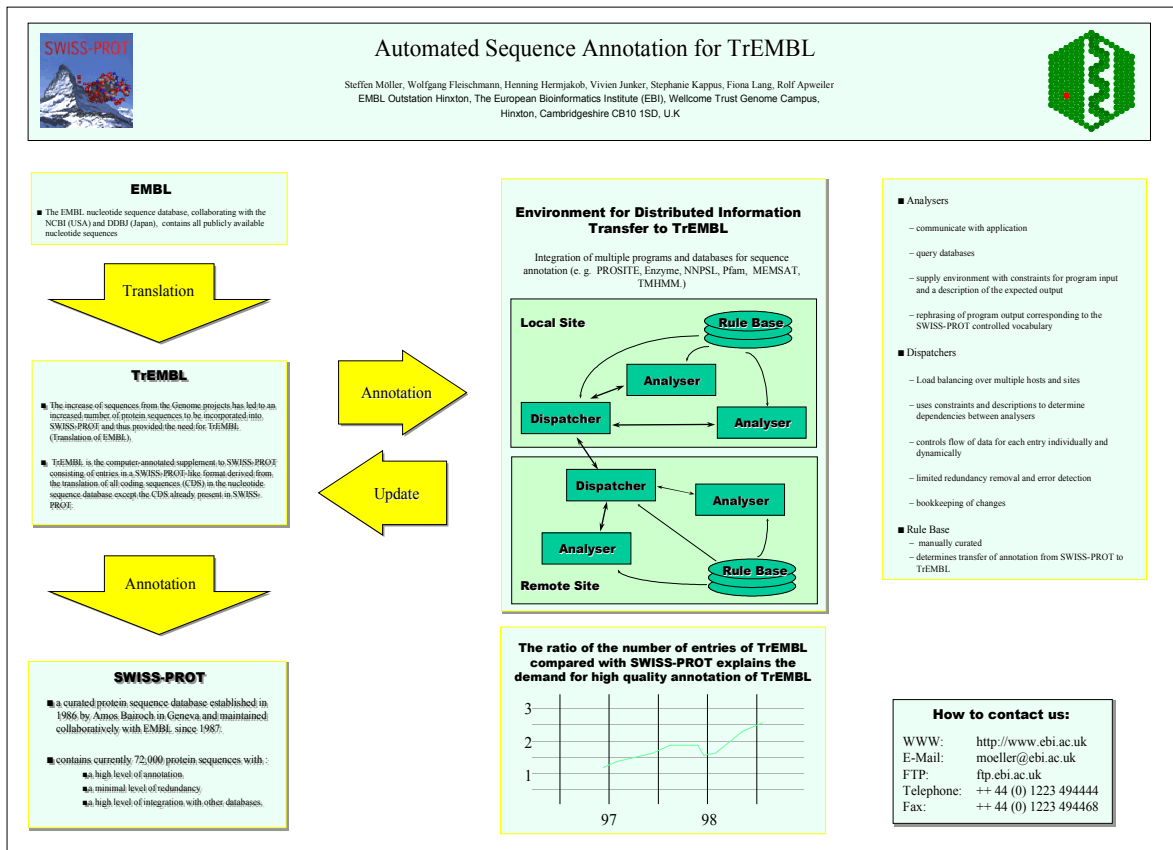 SWISS-PROT
Automated Sequence Annotation for TrEMBL
Steffen Möller, Wolfgang Fleischmann, Henning Hermjakob, Vivien Junker, Stephanie Kappus, Fiona Lang, Rolf Apweiler
EMBL Outstation Hinxton, The European Bioinformatics Institute (EBI), Wellcome Trust Genome Campus,
Hinxton, Cambridgeshire CB10 1SD, U.K
EMBL
■ The EMBL nucleotide sequence database, collaborating with the
NCBI (USA) and DDBJ (Japan), contains all publicly available
nucleotide sequences
Translation
TrEMBL
■ The increase of sequences from the Genome projects has led to an
increased number of protein sequences to be incorporated into
SWISS-PROT and thus provided the need for TrEMBL
(Translation of EMBL).
■ TrEMBL is the computer-annotated supplement to SWISS-PROT
consisting of entries in a SWISS-PROT-like format derived from
the translation of all coding sequences (CDS) in the nucleotide
sequence database except the CDS already present in SWISS-
PROT.
Annotation
SWISS-PROT
■ a curated protein sequence database established in
1986 by Amos Bairoch in Geneva and maintained
collaboratively with EMBL since 1987.
■ contains currently 72,000 protein sequences with :
■ a high level of annotation
■ a minimal level of redundancy
■ a high level of integration with other databases.
Annotation
Update
Environment for Distributed Information
Transfer to TrEMBL
Integration of multiple programs and databases for sequence
annotation (e. g. PROSITE, Enzyme, NNPSL, Pfam, MEMSAT,
TMHMM.)
Local Site
Rule Base
Analyser
Dispatcher
Analyser
Dispatcher
Analyser
Analyser
Rule Base
Remote Site
The ratio of the number of entries of TrEMBL
compared with SWISS-PROT explains the
demand for high quality annotation of TrEMBL
3
2
1
97 98
■ Analysers
– communicate with application
– query databases
– supply environment with constraints for program input
and a description of the expected output
– rephrasing of program output corresponding to the
SWISS-PROT controlled vocabulary
■ Dispatchers
– Load balancing over multiple hosts and sites
– uses constraints and descriptions to determine
dependencies between analysers
– controls flow of data for each entry individually and
dynamically
– limited redundancy removal and error detection
– bookkeeping of changes
■ Rule Base
– manually curated
– determines transfer of annotation from SWISS-PROT to
TrEMBL
How to contact us:
WWW: http://www.ebi.ac.uk
E-Mail: moeller@ebi.ac.uk
FTP: ftp.ebi.ac.uk
Telephone: ++ 44 (0) 1223 494444
Fax: ++ 44 (0) 1223 494468